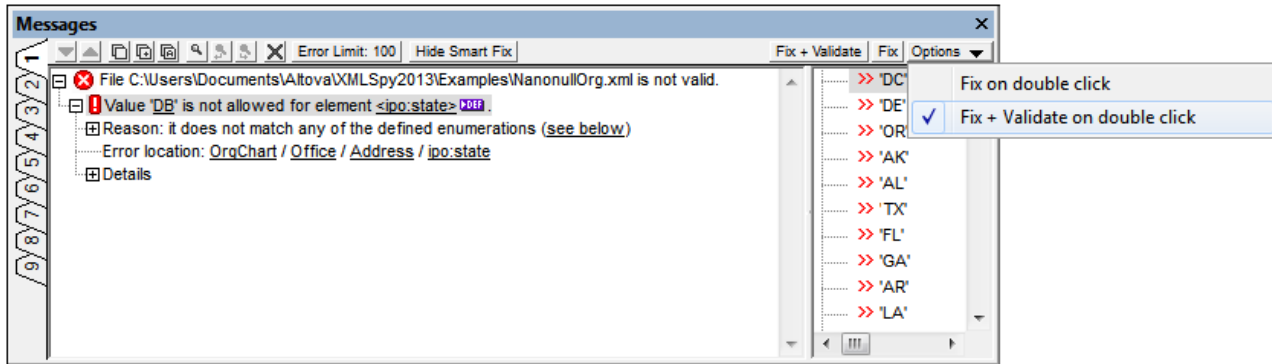 Messages
Error Limit: 100 Hide Smart Fix Fix + Validate Fix Options
1
2
3
4
5
6
7
8
9
File C:\Users\Documents\Altova\XMLSpy2013\Examples\NanonullOrg.xml is not valid.
Value 'DB' is not allowed for element <ipo:state> DEF .
Reason: it does not match any of the defined enumerations (see below)
Error location: OrgChart / Office / Address / ipo:state
Details
>> 'DC'
>> 'DE'
>> 'OR'
>> 'AK'
>> 'AL'
>> 'TX'
>> 'FL'
>> 'GA'
>> 'AR'
>> 'LA'
Fix on double click
✓ Fix + Validate on double click